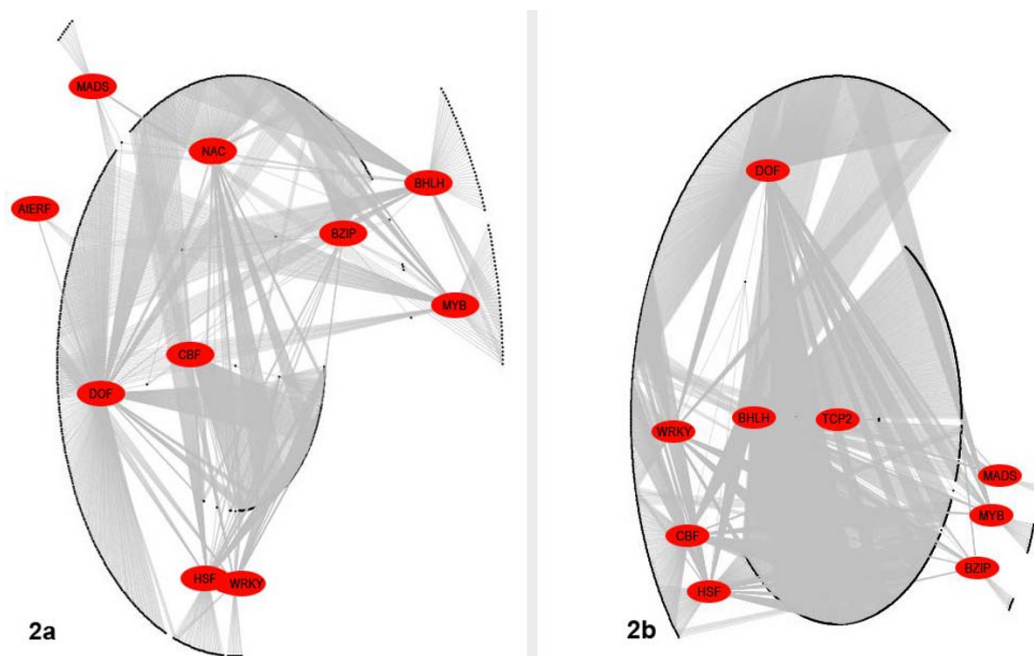 MADS
NAC
BHLH
AtERF
BZIP
MYB
CBF
DOF
HSF
WRKY
2a
DOF
BHLH
TCP2
WRKY
MADS
MYB
CBF
BZIP
HSF
2b